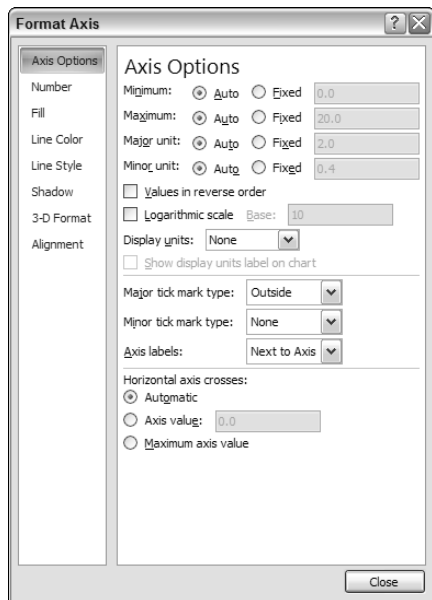 Format Axis
Axis Options
Number
Fill
Line Color
Line Style
Shadow
3-D Format
Alignment
Axis Options
Minimum: Auto Fixed 0.0
Maximum: Auto Fixed 20.0
Major unit: Auto Fixed 2.0
Minor unit: Auto Fixed 0.4
Values in reverse order
Logarithmic scale Base: 10
Display units: None
Show display units label on chart
Major tick mark type: Outside
Minor tick mark type: None
Axis labels: Next to Axis
Horizontal axis crosses:
Automatic
Axis value: 0.0
Maximum axis value
Close